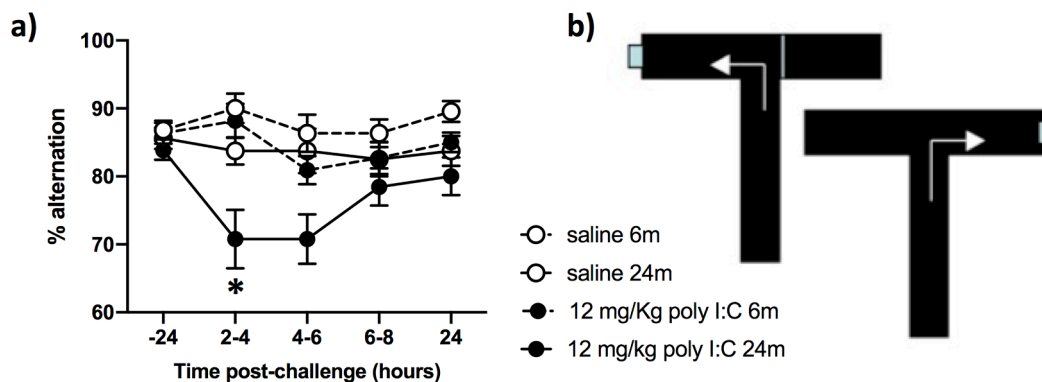 a)
% alternation
100
90
80
70
60
*
-24
2-4
4-6
6-8
24
Time post-challenge (hours)
b)
saline 6m
saline 24m
12 mg/Kg poly I:C 6m
12 mg/kg poly I:C 24m